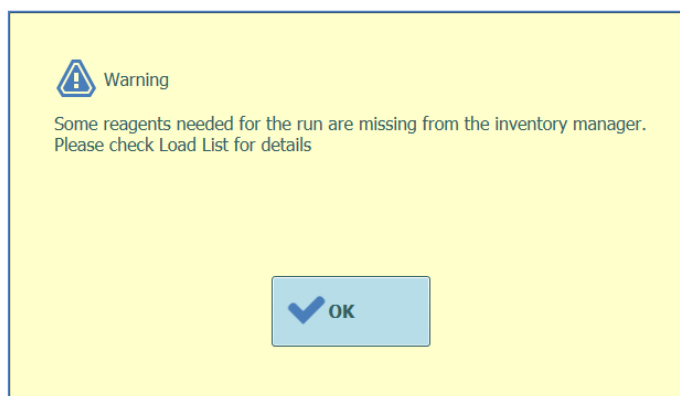 Warning
Some reagents needed for the run are missing from the inventory manager.
Please check Load List for details
OK